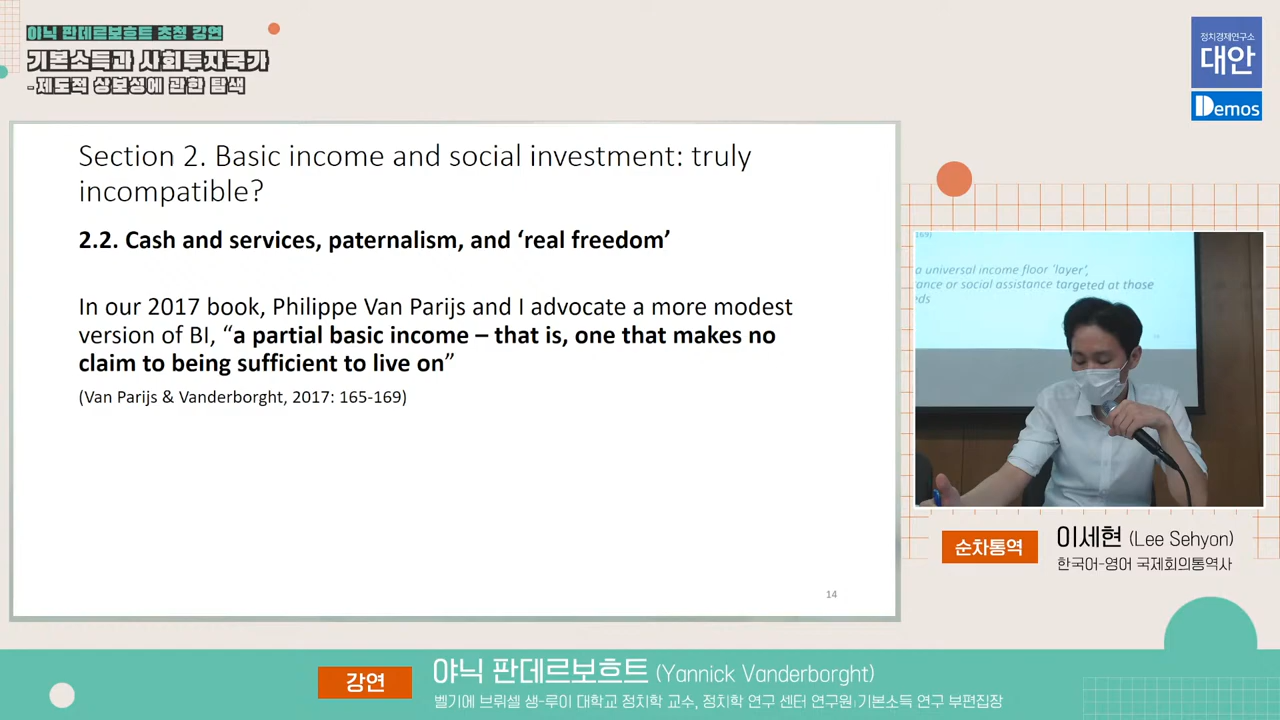 야닉 판데르보흐트 초청 강연
기본소득과 사회투자국가
-제도적 상보성에 관한 탐색
정치경제연구소
대안
Demos
Section 2. Basic income and social investment: truly
incompatible?
2.2. Cash and services, paternalism, and ‘real freedom’
In our 2017 book, Philippe Van Parijs and I advocate a more modest
version of BI, “a partial basic income – that is, one that makes no
claim to being sufficient to live on”
(Van Parijs & Vanderborght, 2017: 165-169)
14
169)
a universal income floor ‘layer’,
ance or social assistance targeted at those
eds
순차통역
이세현 (Lee Sehyon)
한국어-영어 국제회의통역사
강연
야닉 판데르보흐트 (Yannick Vanderborght)
벨기에 브뤼셀 생-루이 대학교 정치학 교수, 정치학 연구 센터 연구원, 기본소득 연구 부편집장